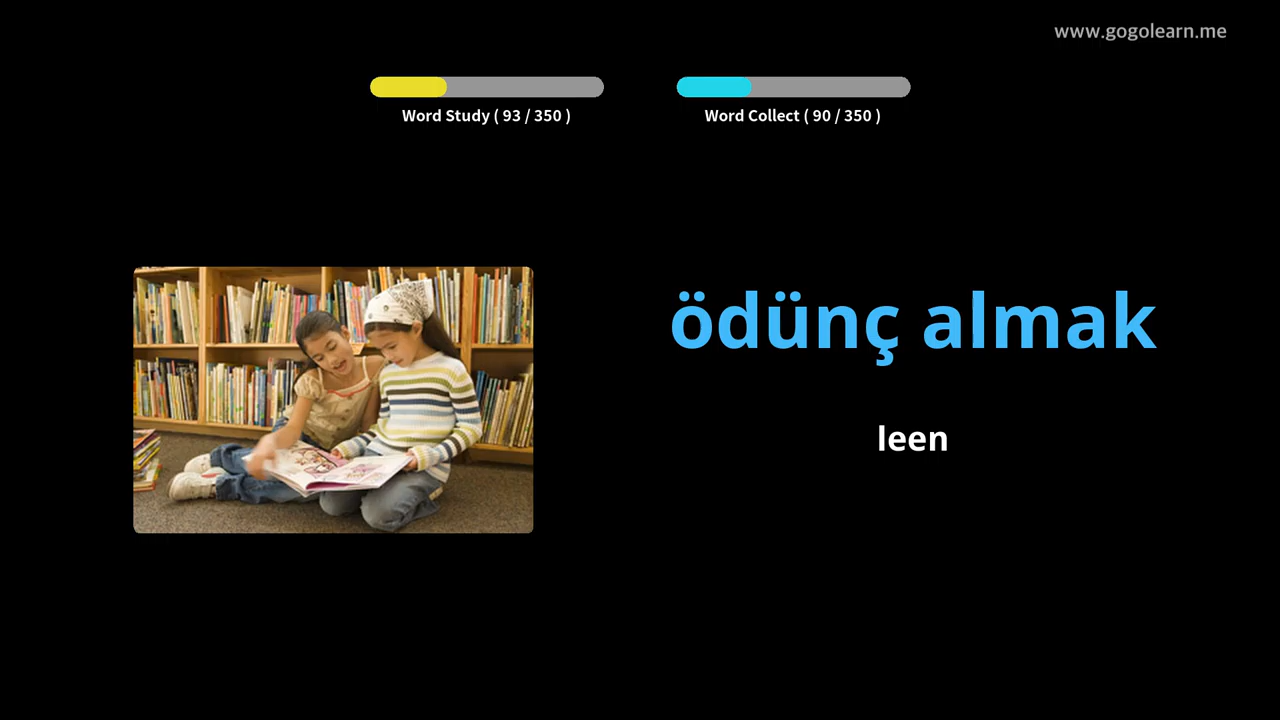 www.gogolearn.me
Word Study ( 93 / 350 )
Word Collect ( 90 / 350 )
ödünç almak
leen